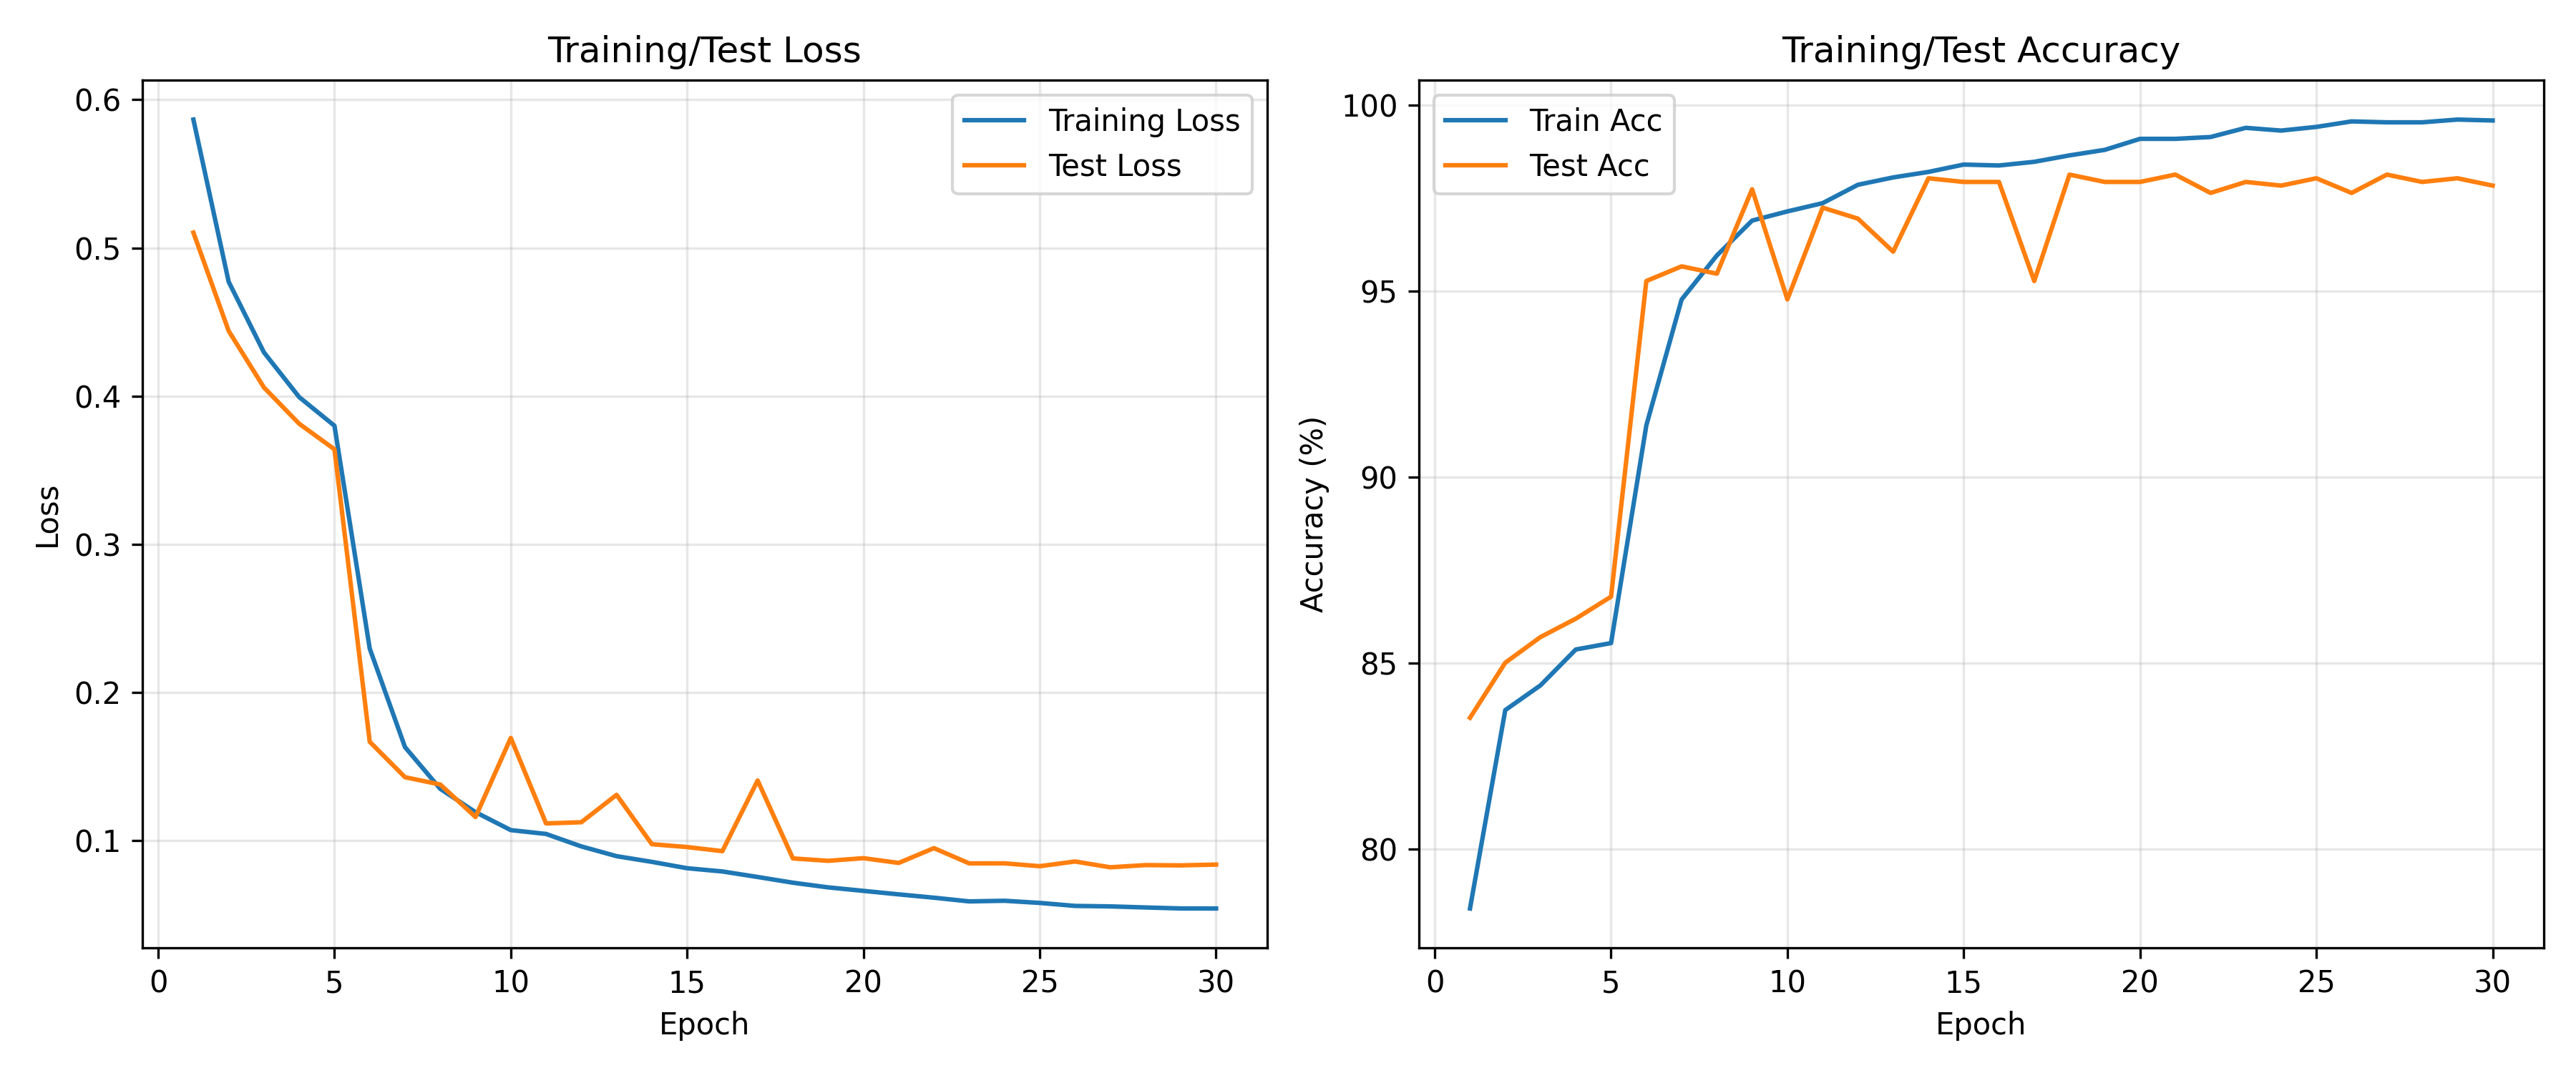 Training/Test Loss
Training Loss
Test Loss
0.6
0.5
0.4
0.3
0.2
0.1
Loss
0 5 10 15 20 25 30
Epoch
Training/Test Accuracy
Train Acc
Test Acc
100
95
90
85
80
Accuracy (%)
0 5 10 15 20 25 30
Epoch